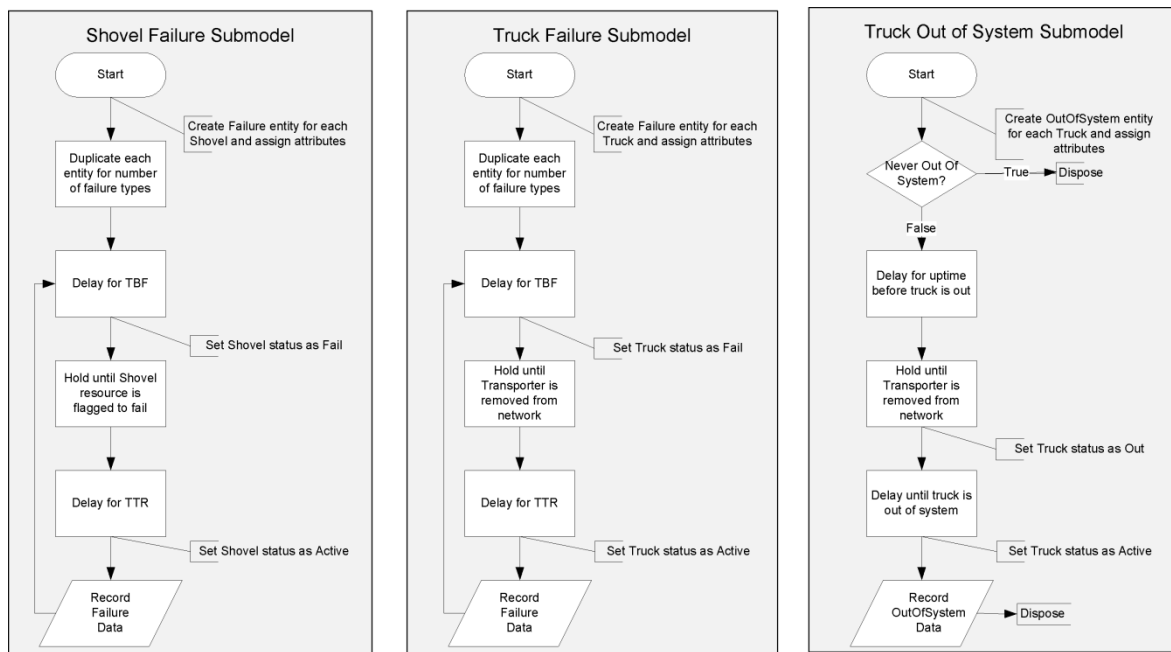 Shovel Failure Submodel
Start
Create Failure entity for each
Shovel and assign attributes
Duplicate each
entity for number
of failure types
Delay for TBF
Set Shovel status as Fail
Hold until Shovel
resource is
flagged to fail
Delay for TTR
Set Shovel status as Active
Record
Failure
Data
Truck Failure Submodel
Start
Create Failure entity for each
Truck and assign attributes
Duplicate each
entity for number
of failure types
Delay for TBF
Set Truck status as Fail
Hold until
Transporter is
removed from
network
Delay for TTR
Set Truck status as Active
Record
Failure
Data
Truck Out of System Submodel
Start
Create OutOfSystem entity
for each Truck and assign
attributes
Never Out Of
System?
True
Dispose
False
Delay for uptime
before truck is out
Hold until
Transporter is
removed from
network
Set Truck status as Out
Delay until truck is
out of system
Set Truck status as Active
Record
OutOfSystem
Data
Dispose